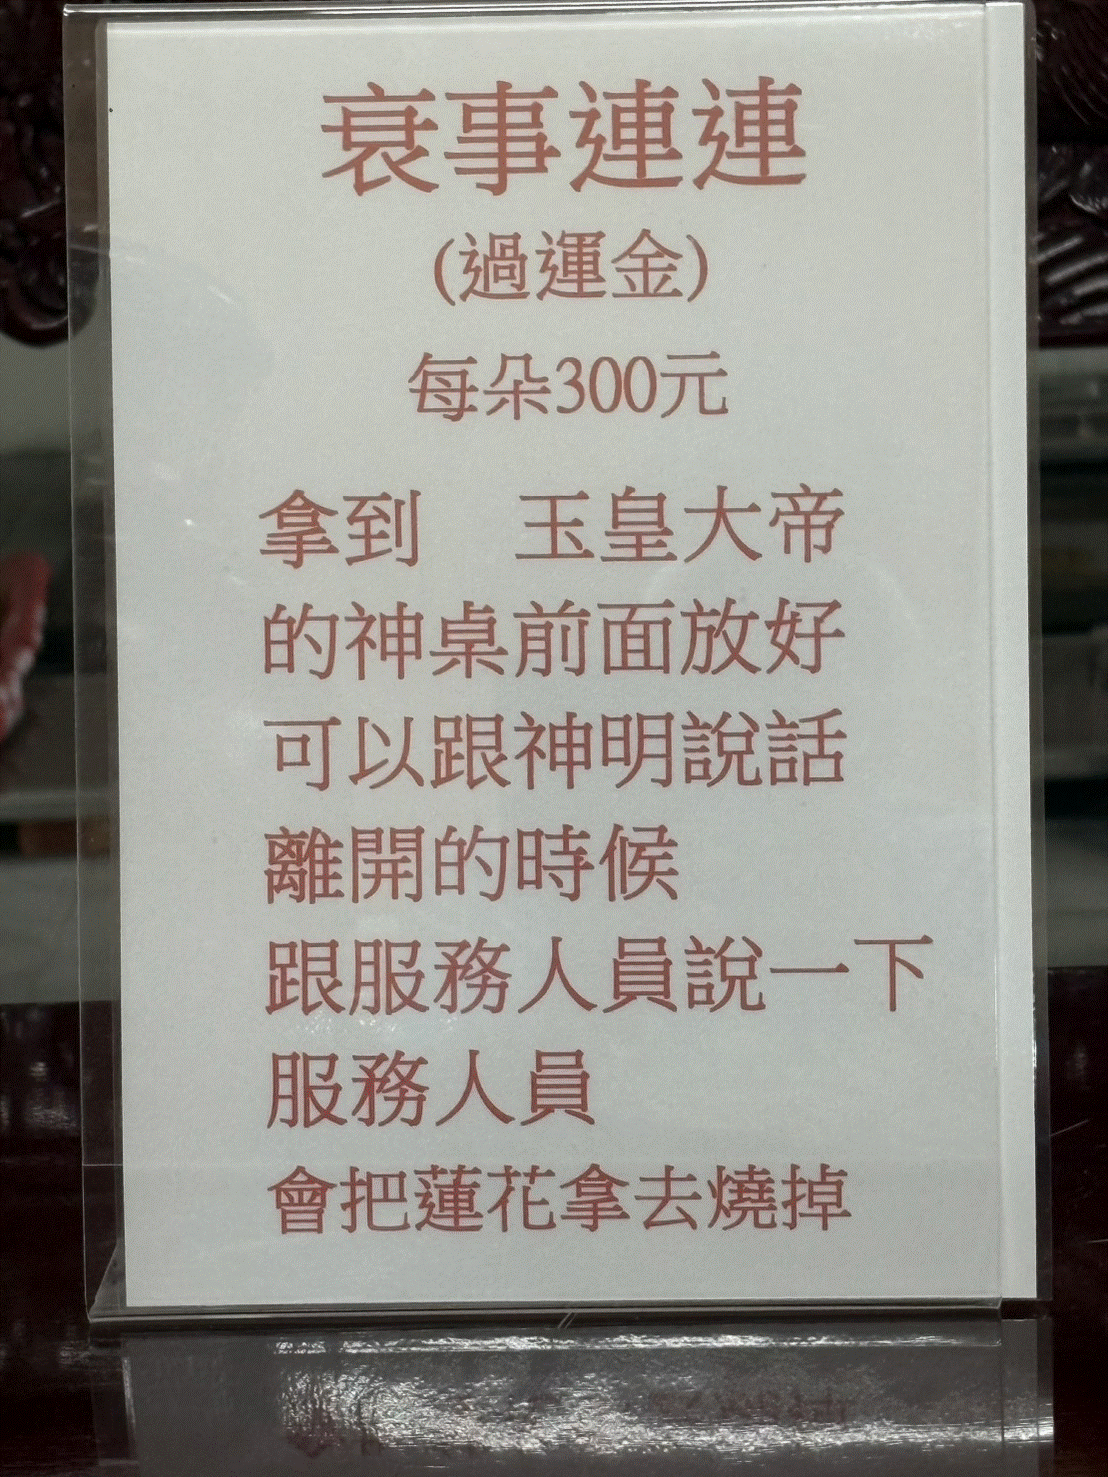 衰事連連
(過運金)
每朵300元
拿到　玉皇大帝
的神桌前面放好
可以跟神明說話
離開的時候
跟服務人員說一下
服務人員
會把蓮花拿去燒掉